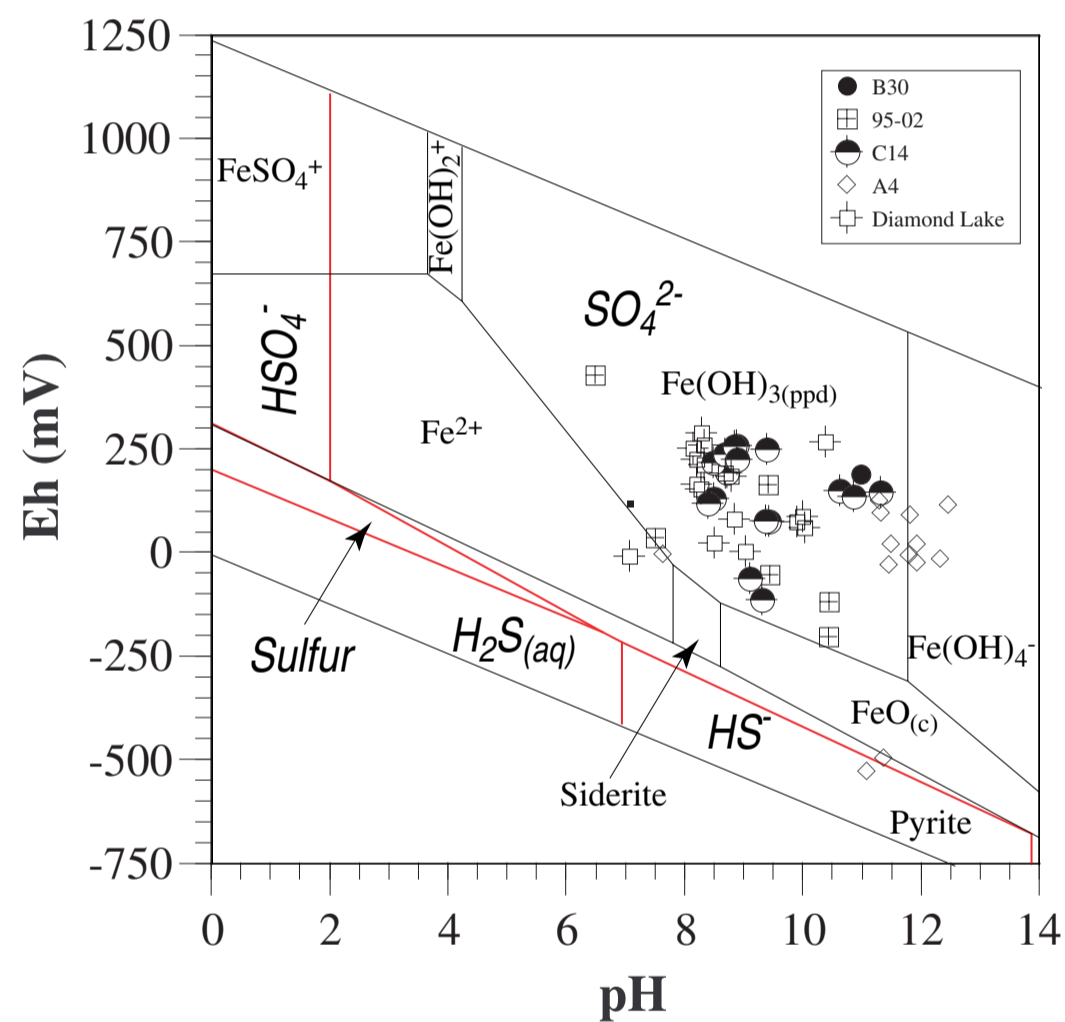 1250
1000
750
500
250
0
-250
-500
-750
Eh (mV)
0 2 4 6 8 10 12 14
pH
B30
95-02
C14
A4
Diamond Lake
FeSO₄⁺
Fe(OH)₂⁺
HSO₄⁻
SO₄²⁻
Fe(OH)₃(ppd)
Fe²⁺
Sulfur
H₂S(aq)
HS⁻
Siderite
Fe(OH)₄⁻
FeO(c)
Pyrite